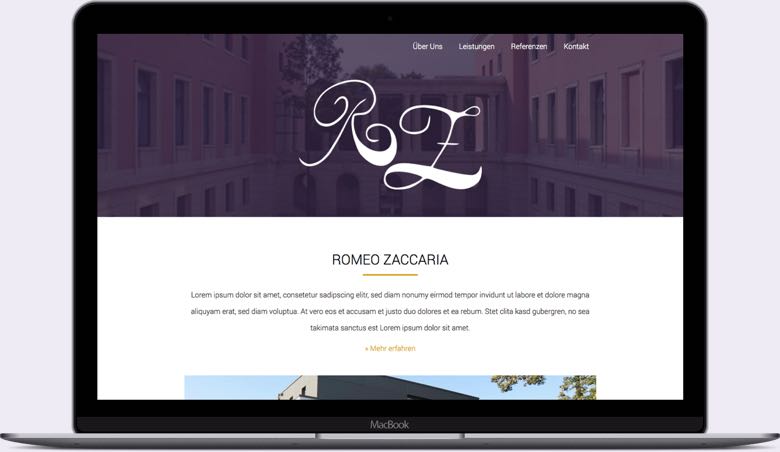 Über Uns Leistungen Referenzen Kontakt
RZ
ROMEO ZACCARIA
Lorem ipsum dolor sit amet, consetetur sadipscing elitr, sed diam nonumy eirmod tempor invidunt ut labore et dolore magna
aliquyam erat, sed diam voluptua. At vero eos et accusam et justo duo dolores et ea rebum. Stet clita kasd gubergren, no sea
takimata sanctus est Lorem ipsum dolor sit amet.
» Mehr erfahren
MacBook